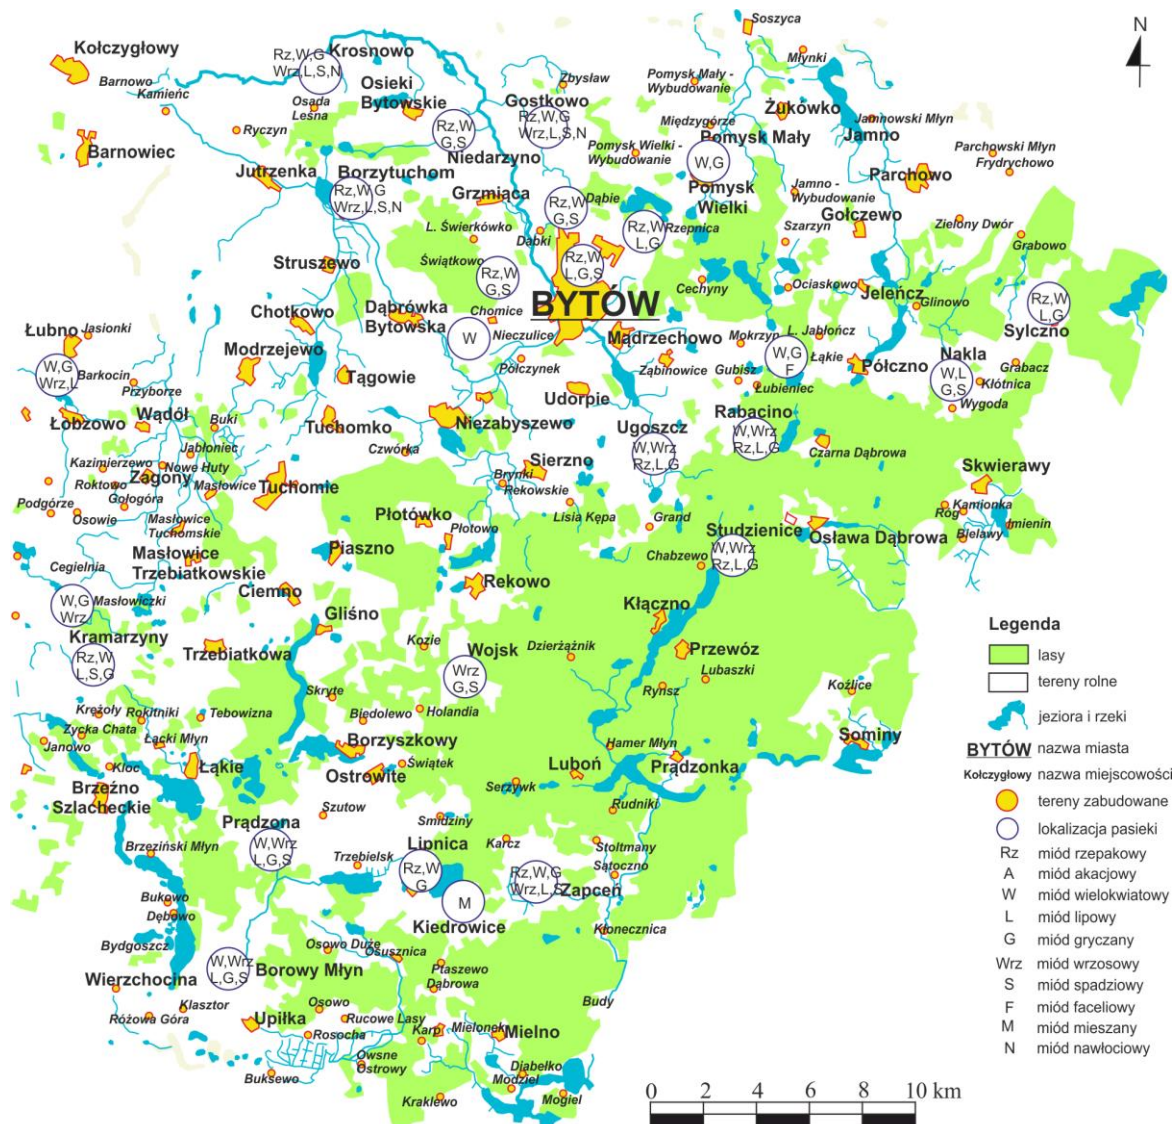 Soszyca
N
Kołczygłowy
Rz,W,G
Wrz,L,S,N
Krosnowo
Młynki
Barnowo
Kamieńc
Osieki
Bytowskie
Zbysław
Pomysk Mały -
Wybudowanie
Osada
Leśna
Gostkowo
Rz,W,G
Wrz,L,S,N
Żukówko
Ryczyn
Rz,W
G,S
Niedarzyno
Międzygórze
Pomysk Mały
Jamnowski Młyn
Jamno
Barnowiec
Pomysk Wielki -
Wybudowanie
W,G
Parchowski Młyn
Frydrychowo
Jutrzenka
Borzytuchom
Rz,W,G
Wrz,L,S,N
Grzmiąca
Rz,W
G,S
Dąbie
Pomysk
Wielki
Jamno -
Wybudowanie
Parchowo
Gołczewo
L. Świerkówko
Dąbki
Rz,W
L,G
Rzepnica
Szarzyn
Zielony Dwór
Grabowo
Struszewo
Świątkowo
Rz,W
G,S
Rz,W
L,G,S
Cechyny
Ociaskowo
Jeleńcz
Glinowo
Rz,W
L,G
Sylczno
BYTÓW
Chotkowo
Dąbrówka
Bytowska
Chomice
W
Nieczulice
Mądrzechowo
Mokrzyn
L. Jabłończ
W,G
F
Łąkie
Łubno
Jasionki
Modrzejewo
Półczynek
Żabinowice
Gubisz
Łubieniec
Półczno
Nakla
W,L
G,S
Grabacz
Kłótnica
Wygoda
W,G
Wrz,L
Barkocin
Przyborze
Tągowie
Udorpie
Rabacino
W,Wrz
Rz,L,G
Łobzowo
Wądół
Buki
Tuchomko
Niezabyszewo
Ugoszcz
W,Wrz
Rz,L,G
Czarna Dąbrowa
Jabłoniec
Czwórka
Kazimierzewo
Nowe Huty
Zagony
Roktowo
Masłowice
Gołogóra
Tuchomie
Sierzno
Brynki
Rekowskie
Skwierawy
Podgórze
Osowie
Masłowice
Tuchomskie
Płotówko
Płotowo
Lisia Kępa
Grand
Studzienice
W,Wrz
Rz,L,G
Osława Dąbrowa
Róg
Kamionka
Bielawy
Imienin
Masłowice
Trzebiatkowskie
Piaszno
Chabzewo
Cegielnia
Ciemno
Rekowo
W,G
Wrz
Masłowiczki
Gliśno
Kłączno
Legenda
Kramarzyny
Rz,W
L,S,G
Trzebiatkowa
Kozie
Wojsk
Wrz
G,S
Dzierżążnik
Przewóz
Lubaszki
lasy
tereny rolne
Skryte
Rynsz
Koźlice
Krężoły
Rokitniki
Tebowizna
Biedolewo
Holandia
jeziora i rzeki
Zycka Chata
Janowo
Łącki Młyn
Borzyszkowy
Hamer Młyn
Sominy
BYTÓW nazwa miasta
Kloc
Łąkie
Ostrowite
Świątek
Luboń
Prądzonka
Kołczygłowy nazwa miejscowości
Brzeźno
Szlacheckie
Serzywk
tereny zabudowane
Prądzona
Szutow
Smidziny
Rudniki
lokalizacja pasieki
W,Wrz
L,G,S
Brzeziński Młyn
Trzebielsk
Lipnica
Rz,W
G
Karcz
Rz,W,G
Wrz,L,S
Zapceń
Stoltmany
Sątoczno
Rz miód rzepakowy
A miód akacjowy
W miód wielokwiatowy
Bukowo
Dębowo
M
Kiedrowice
L miód lipowy
G miód gryczany
Bydgoszcz
Osowo Duże
Osusznica
Kłonecznica
Wrz miód wrzosowy
W,Wrz
L,G,S
Borowy Młyn
Ptaszewo
Dąbrowa
S miód spadziowy
Wierzchocina
Klasztor
Budy
F miód faceliowy
Różowa Góra
Osowo
Upiłka
Rucowe Lasy
Rosocha
Karp
Mielonek
Mielno
M miód mieszany
N miód nawłociowy
Buksewo
Owsne
Ostrowy
Diabełko
Modziel
Mogiel
Kraklewo
0 2 4 6 8 10 km